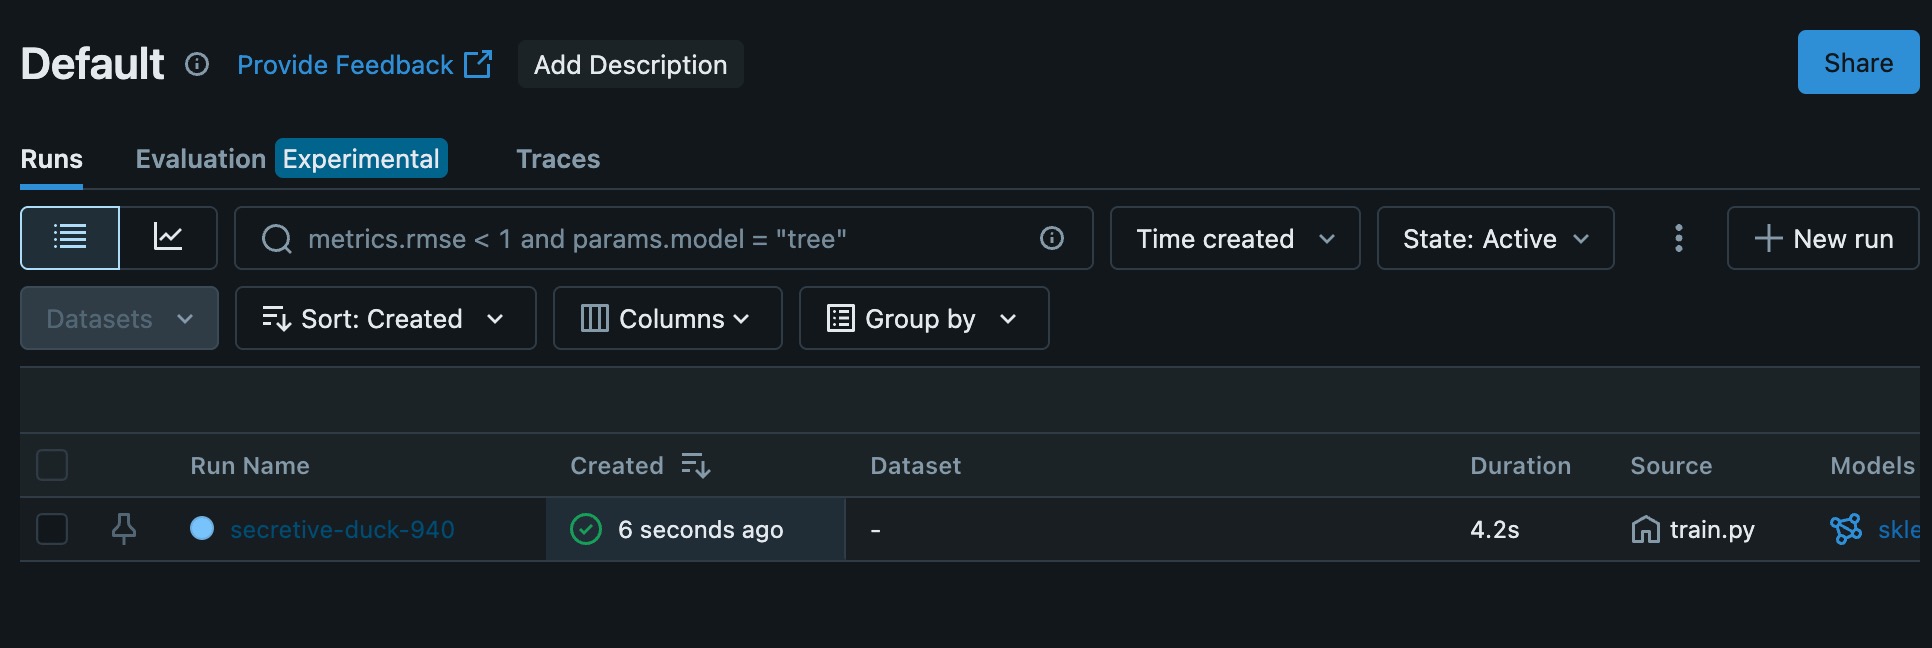 Default Provide Feedback Add Description Share
Runs Evaluation Experimental Traces
metrics.rmse < 1 and params.model = "tree" Time created State: Active New run
Datasets Sort: Created Columns Group by
Run Name Created Dataset Duration Source Models
secretive-duck-940 6 seconds ago - 4.2s train.py skle